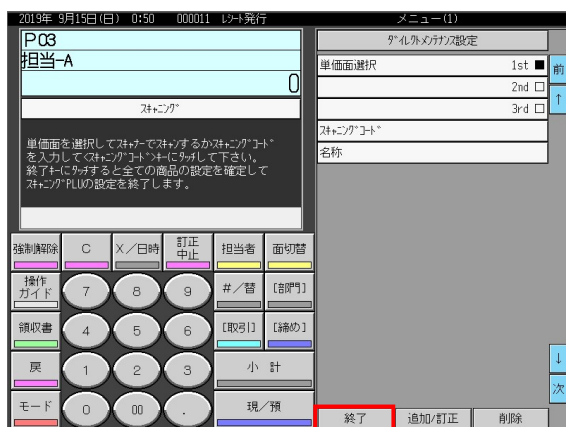 2019年 9月15日(日) 0:50 000011 レシート発行
メニュー(1)
P03
担当-A
0
スキャニング
単価面を選択してスキャナーでスキャンするかスキャニングコード
を入力して<スキャニングコード>キーにタッチして下さい。
終了キーにタッチすると全ての商品の設定を確定して
スキャニングPLUの設定を終了します。
ダイレクトメンテナンス設定
単価面選択 1st ■
2nd □
3rd □
スキャニングコード
名称
前
↑
↓
次
強制解除 C X/日時 訂正中止 担当者 面切替
操作ガイド 7 8 9 #/替 [部門]
領収書 4 5 6 [取引] [締め]
戻 1 2 3 小 計
モード 0 00 . 現/預
終了 追加/訂正 削除